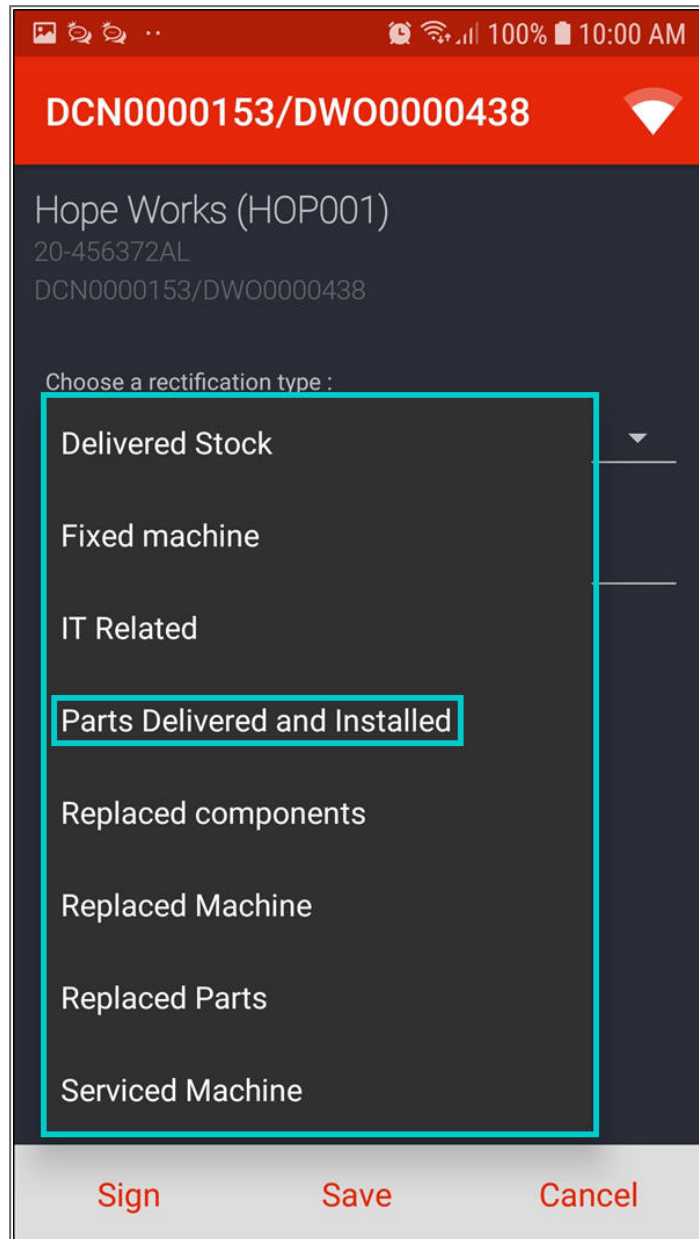 100% 10:00 AM
DCN0000153/DWO0000438
Hope Works (HOP001)
20-456372AL
DCN0000153/DWO0000438
Choose a rectification type :
Delivered Stock
Fixed machine
IT Related
Parts Delivered and Installed
Replaced components
Replaced Machine
Replaced Parts
Serviced Machine
Sign Save Cancel